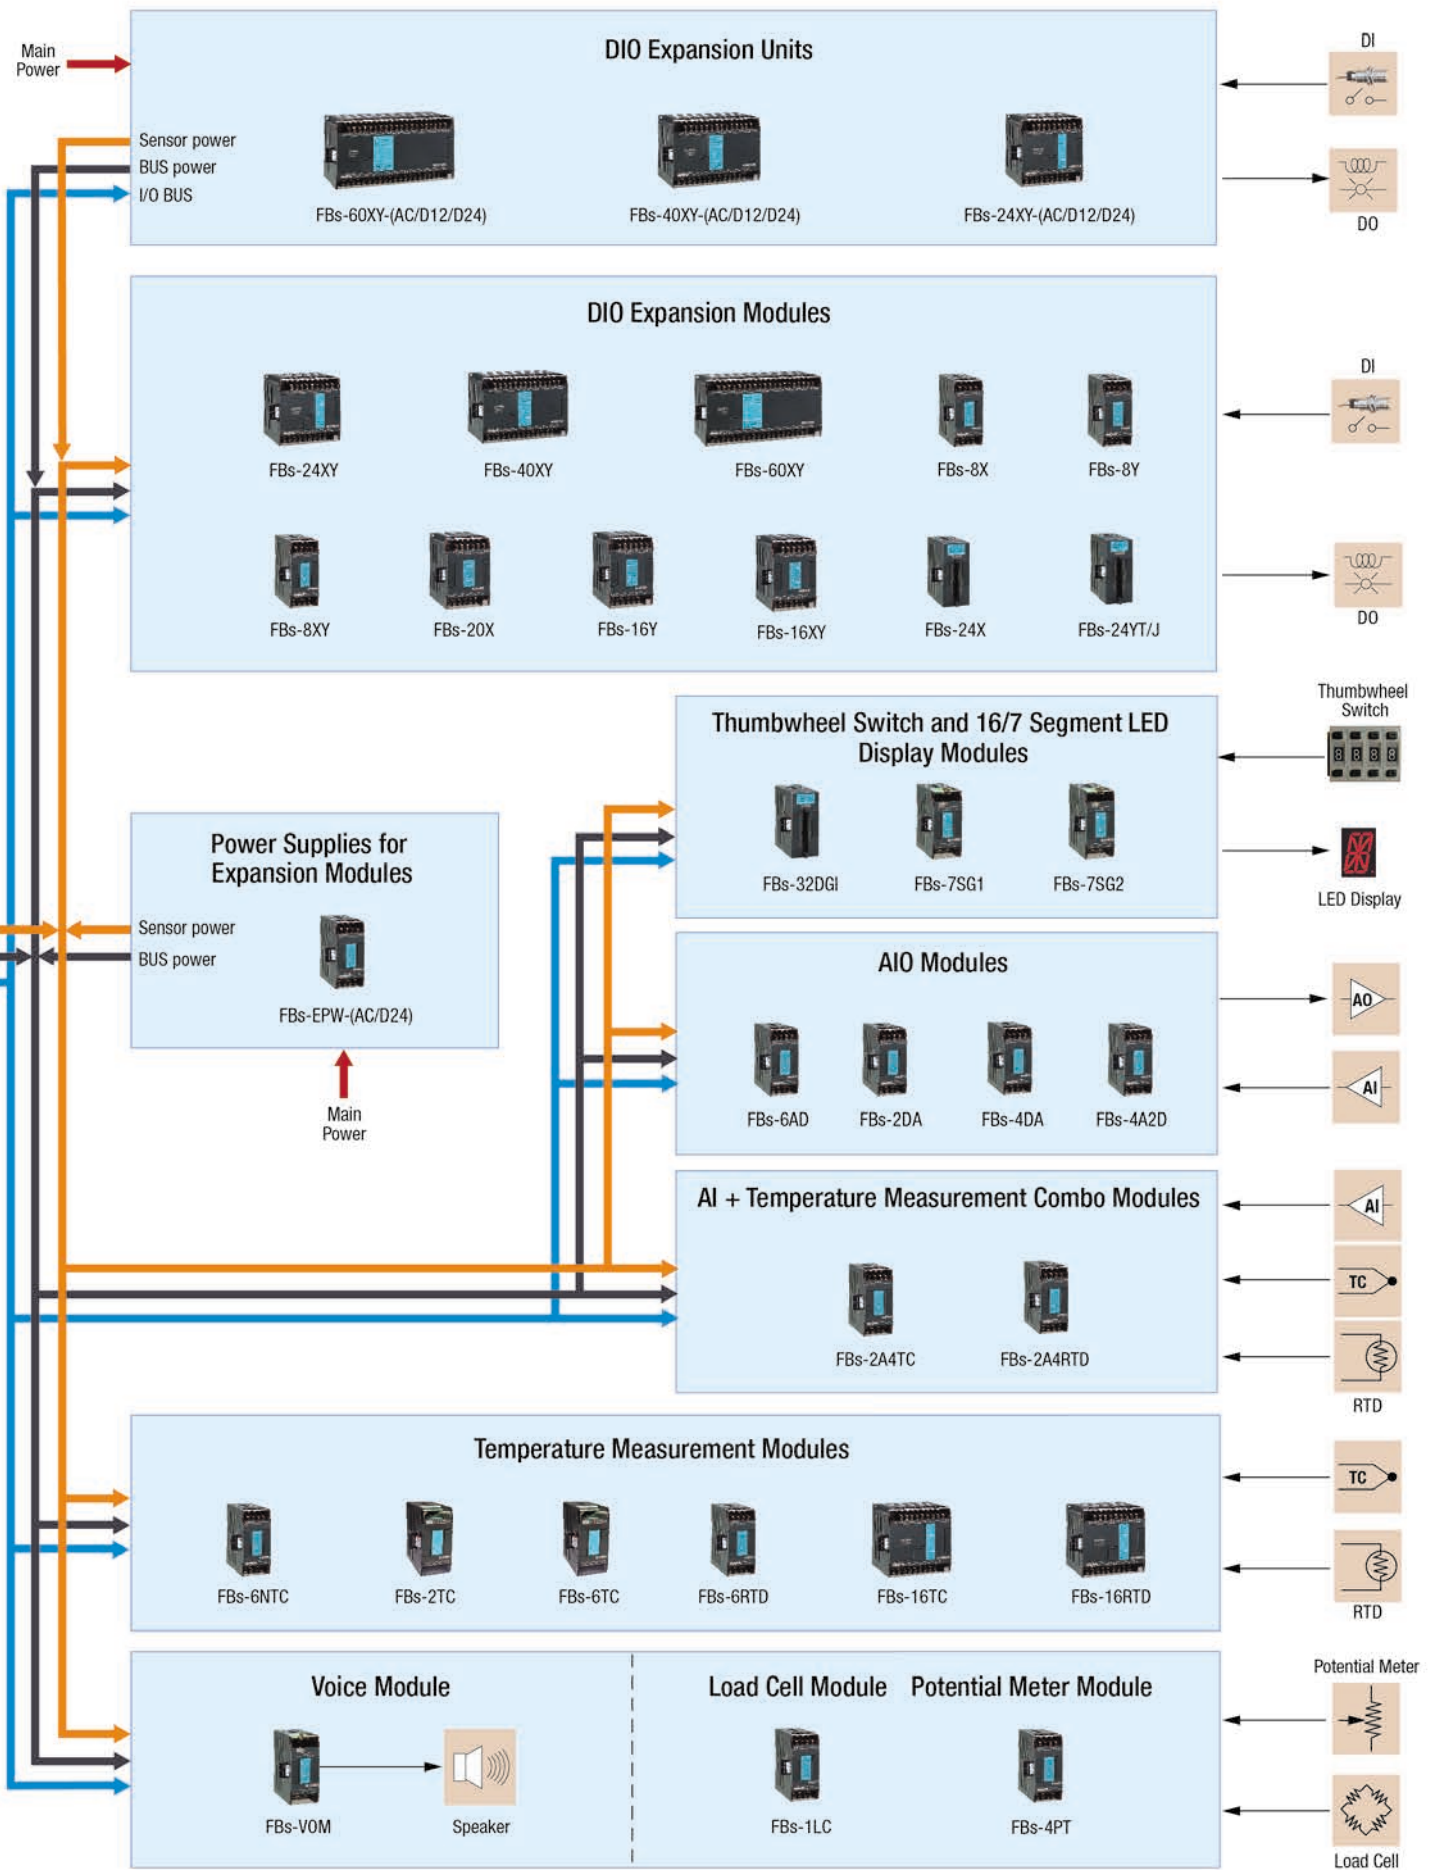 Main
Power
DIO Expansion Units
DI
Sensor power
BUS power
I/O BUS
FBs-60XY-(AC/D12/D24)
FBs-40XY-(AC/D12/D24)
FBs-24XY-(AC/D12/D24)
DO
DIO Expansion Modules
DI
FBs-24XY
FBs-40XY
FBs-60XY
FBs-8X
FBs-8Y
FBs-8XY
FBs-20X
FBs-16Y
FBs-16XY
FBs-24X
FBs-24YT/J
DO
Thumbwheel Switch and 16/7 Segment LED
Display Modules
Thumbwheel
Switch
8 8 8 8
FBs-32DGI
FBs-7SG1
FBs-7SG2
LED Display
Power Supplies for
Expansion Modules
Sensor power
BUS power
FBs-EPW-(AC/D24)
Main
Power
AIO Modules
AO
AI
FBs-6AD
FBs-2DA
FBs-4DA
FBs-4A2D
AI + Temperature Measurement Combo Modules
AI
TC
FBs-2A4TC
FBs-2A4RTD
RTD
Temperature Measurement Modules
TC
FBs-6NTC
FBs-2TC
FBs-6TC
FBs-6RTD
FBs-16TC
FBs-16RTD
RTD
Voice Module
Load Cell Module
Potential Meter Module
Potential Meter
FBs-VOM
Speaker
FBs-1LC
FBs-4PT
Load Cell